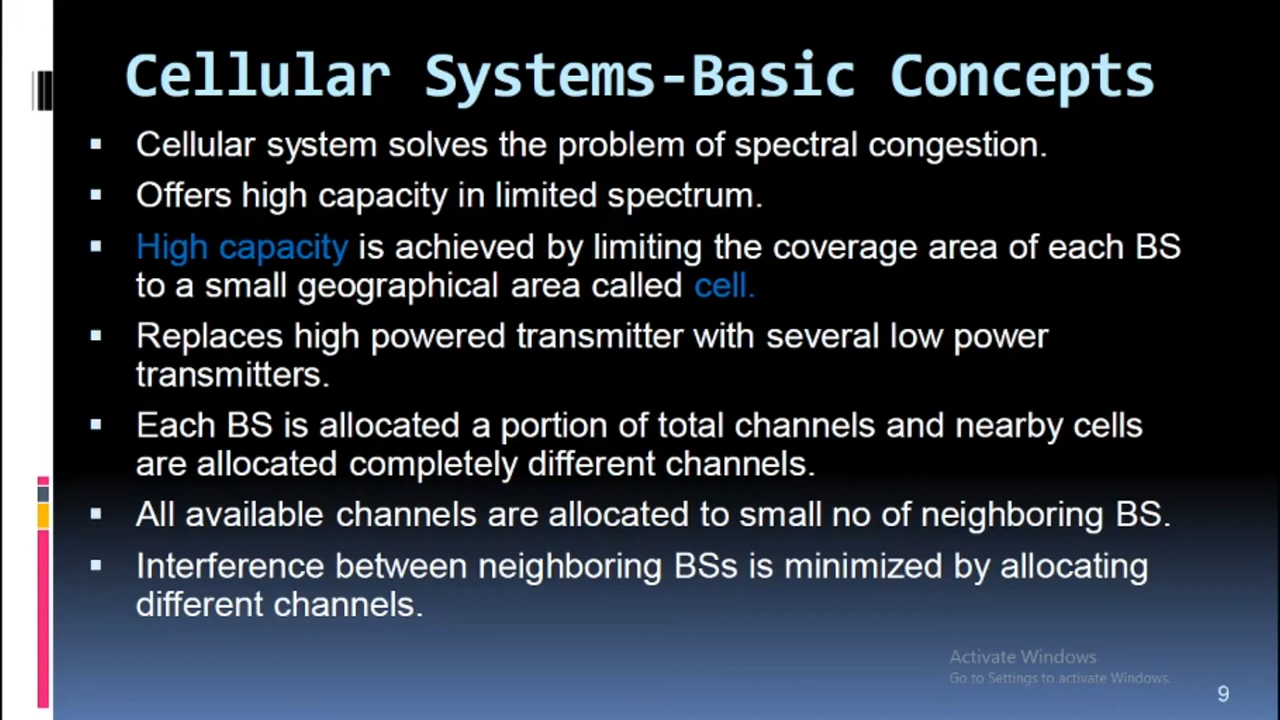 Cellular Systems-Basic Concepts
▪ Cellular system solves the problem of spectral congestion.
▪ Offers high capacity in limited spectrum.
▪ High capacity is achieved by limiting the coverage area of each BS
to a small geographical area called cell.
▪ Replaces high powered transmitter with several low power
transmitters.
▪ Each BS is allocated a portion of total channels and nearby cells
are allocated completely different channels.
▪ All available channels are allocated to small no of neighboring BS.
▪ Interference between neighboring BSs is minimized by allocating
different channels.
Activate Windows
Go to Settings to activate Windows.
9